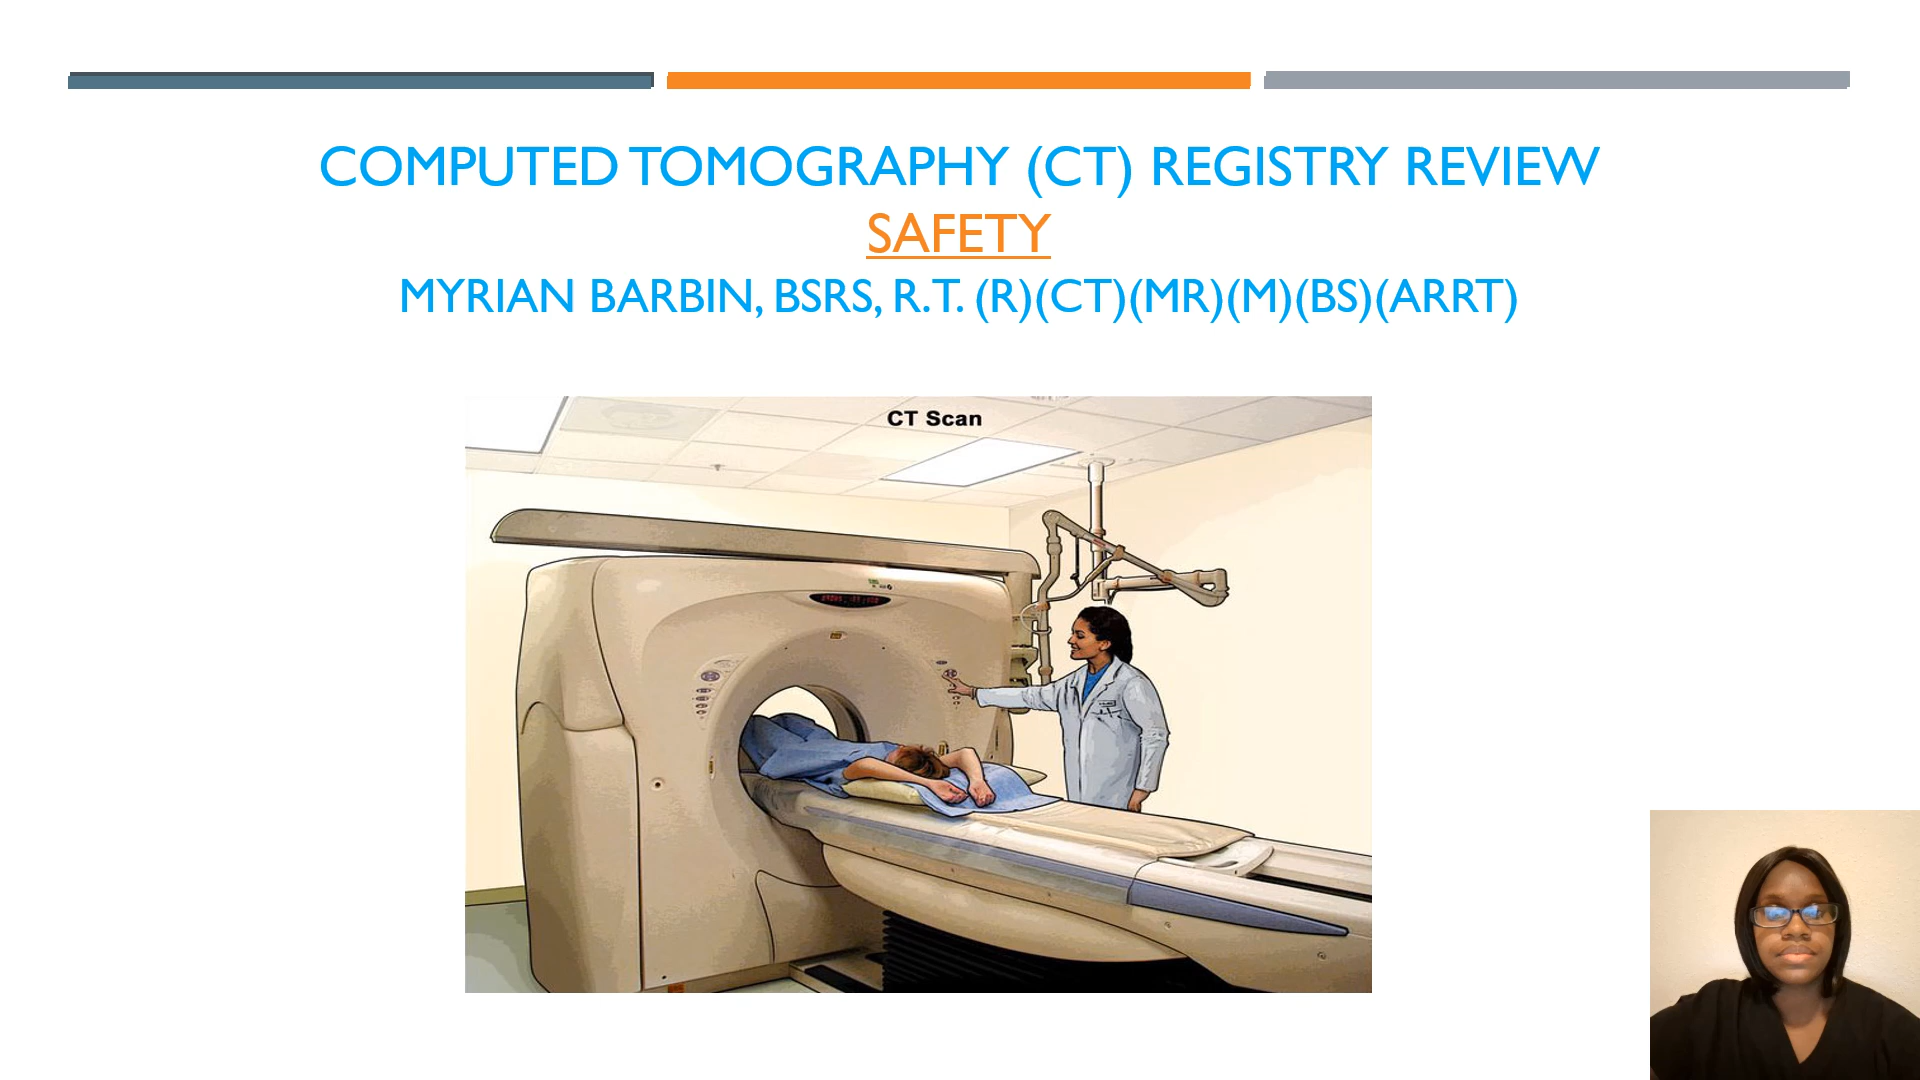 COMPUTED TOMOGRAPHY (CT) REGISTRY REVIEW
SAFETY
MYRIAN BARBIN, BSRS, R.T. (R)(CT)(MR)(M)(BS)(ARRT)
CT Scan